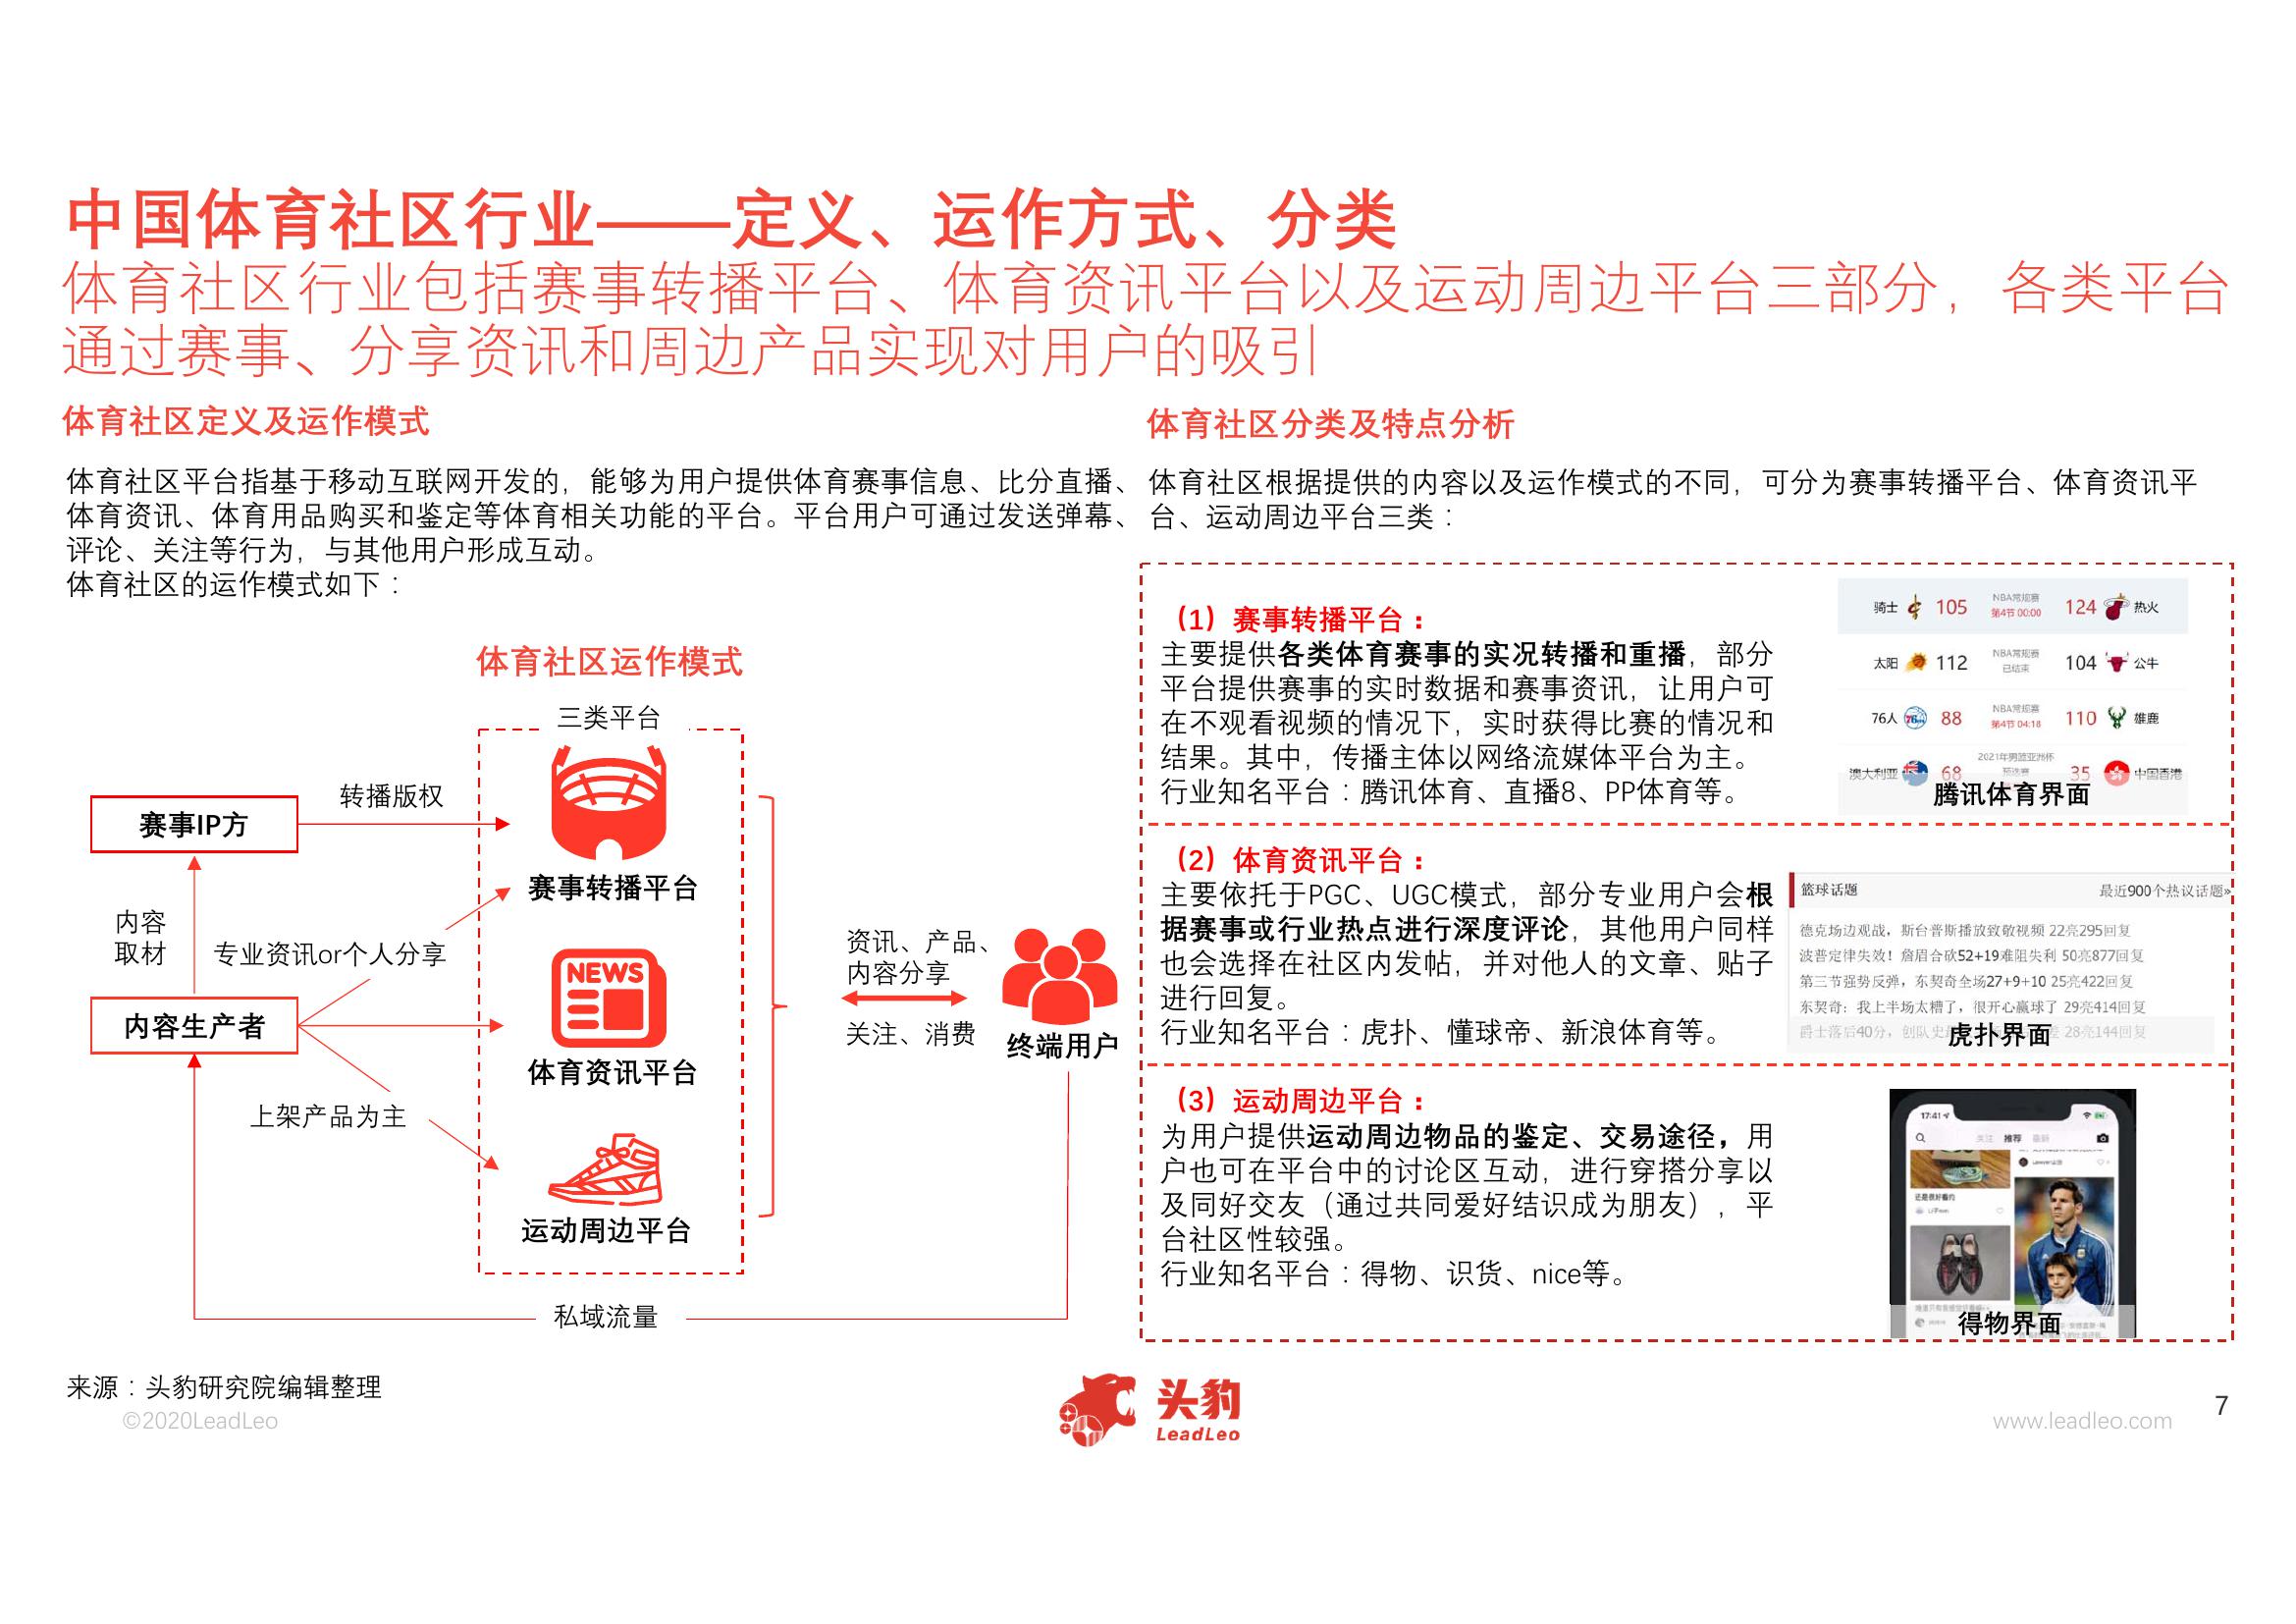 中国体育社区行业——定义、运作方式、分类
体育社区行业包括赛事转播平台、体育资讯平台以及运动周边平台三部分，各类平台
通过赛事、分享资讯和周边产品实现对用户的吸引
体育社区定义及运作模式
体育社区平台指基于移动互联网开发的，能够为用户提供体育赛事信息、比分直播、
体育资讯、体育用品购买和鉴定等体育相关功能的平台。平台用户可通过发送弹幕、
评论、关注等行为，与其他用户形成互动。
体育社区的运作模式如下：
体育社区运作模式
三类平台
赛事IP方
转播版权
赛事转播平台
内容
取材
专业资讯or个人分享
内容生产者
NEWS
体育资讯平台
上架产品为主
运动周边平台
资讯、产品、
内容分享
关注、消费
终端用户
私域流量
体育社区分类及特点分析
体育社区根据提供的内容以及运作模式的不同，可分为赛事转播平台、体育资讯平
台、运动周边平台三类：
（1）赛事转播平台：
主要提供各类体育赛事的实况转播和重播，部分
平台提供赛事的实时数据和赛事资讯，让用户可
在不观看视频的情况下，实时获得比赛的情况和
结果。其中，传播主体以网络流媒体平台为主。
行业知名平台：腾讯体育、直播8、PP体育等。
骑士 105 NBA常规赛 124 热火
第4节 00:00
太阳 112 NBA常规赛 104 公牛
已结束
76人 88 NBA常规赛 110 雄鹿
第4节 04:18
2021年男篮亚洲杯
澳大利亚 68 预选赛 35 中国香港
腾讯体育界面
（2）体育资讯平台：
主要依托于PGC、UGC模式，部分专业用户会根
据赛事或行业热点进行深度评论，其他用户同样
也会选择在社区内发帖，并对他人的文章、贴子
进行回复。
行业知名平台：虎扑、懂球帝、新浪体育等。
篮球话题 最近900个热议话题»
德克场边观战，斯台普斯播放致敬视频 22亮295回复
波普定律失效！詹眉合砍52+19难阻失利 50亮877回复
第三节强势反弹，东契奇全场27+9+10 25亮422回复
东契奇：我上半场太糟了，很开心赢球了 29亮414回复
爵士落后40分，创队史 28亮144回复
虎扑界面
（3）运动周边平台：
为用户提供运动周边物品的鉴定、交易途径，用
户也可在平台中的讨论区互动，进行穿搭分享以
及同好交友（通过共同爱好结识成为朋友），平
台社区性较强。
行业知名平台：得物、识货、nice等。
17:41
关注 推荐 最新
还是很好看的
得物界面
来源：头豹研究院编辑整理
©2020LeadLeo
头豹
LeadLeo
www.leadleo.com
7